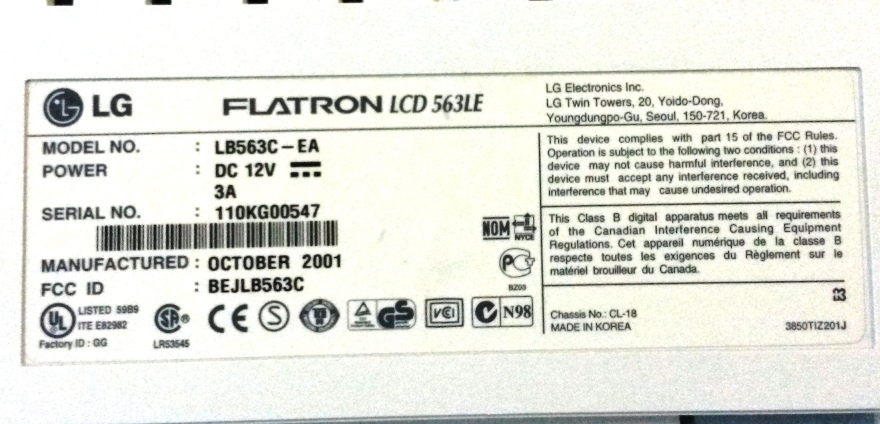 LG FLATRON LCD 563LE
MODEL NO. : LB563C-EA
POWER : DC 12V
3A
SERIAL NO. : 110KG00547
MANUFACTURED : OCTOBER 2001
FCC ID : BEJLB563C
UL LISTED 59B9
ITE E82982
Factory ID : GG
SA
LR53545
CE
S
GS
VCI
N98
NOM
NYCE
PC
BZ03
LG Electronics Inc.
LG Twin Towers, 20, Yoido-Dong,
Youngdungpo-Gu, Seoul, 150-721, Korea.
This device complies with part 15 of the FCC Rules.
Operation is subject to the following two conditions : (1) this
device may not cause harmful interference, and (2) this
device must accept any interference received, including
interference that may cause undesired operation.
This Class B digital apparatus meets all requirements
of the Canadian Interference Causing Equipment
Regulations. Cet appareil numérique de la classe B
respecte toutes les exigences du Règlement sur le
matériel brouilleur du Canada.
Chassis No.: CL-18
MADE IN KOREA
3850TIZ201J